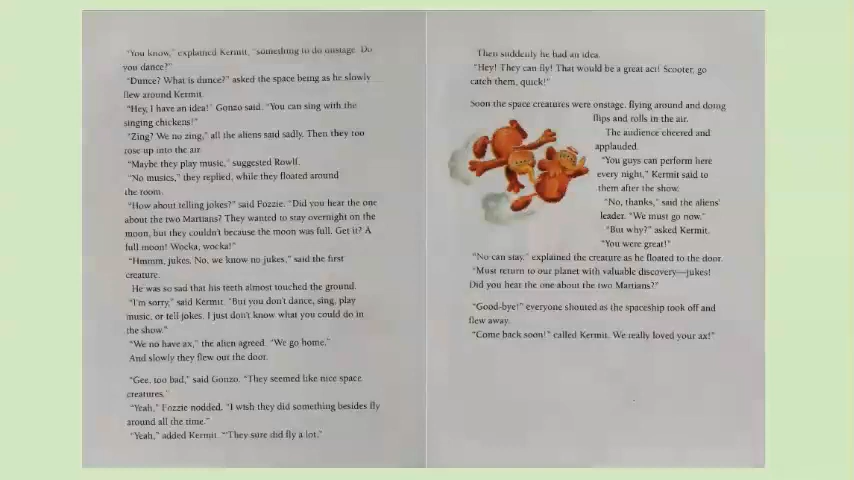 "You know," explained Kermit, "something to do onstage. Do
you dance?"
"Dunce? What is dunce?" asked the space being as he slowly
flew around Kermit.
"Hey, I have an idea!" Gonzo said. "You can sing with the
singing chickens!"
"Zing? We no zing," all the aliens said sadly. Then they too
rose up into the air.
"Maybe they play music," suggested Rowlf.
"No musics," they replied, while they floated around
the room.
"How about telling jokes?" said Fozzie. "Did you hear the one
about the two Martians? They wanted to stay overnight on the
moon, but they couldn't because the moon was full. Get it? A
full moon! Wocka, wocka!"
"Hmmm, jukes. No, we know no jukes," said the first
creature.
He was so sad that his teeth almost touched the ground.
"I'm sorry," said Kermit. "But you don't dance, sing, play
music, or tell jokes. I just don't know what you could do in
the show."
"We no have ax," the alien agreed. "We go home."
And slowly they flew out the door.
"Gee, too bad," said Gonzo. "They seemed like nice space
creatures."
"Yeah," Fozzie nodded. "I wish they did something besides fly
around all the time."
"Yeah," added Kermit. "They sure did fly a lot."
Then suddenly he had an idea.
"Hey! They can fly! That would be a great act! Scooter, go
catch them, quick!"
Soon the space creatures were onstage, flying around and doing
flips and rolls in the air.
The audience cheered and
applauded.
"You guys can perform here
every night," Kermit said to
them after the show.
"No, thanks," said the aliens'
leader. "We must go now."
"But why?" asked Kermit.
"You were great!"
"No can stay," explained the creature as he floated to the door.
"Must return to our planet with valuable discovery—jukes!
Did you hear the one about the two Martians?"
"Good-bye!" everyone shouted as the spaceship took off and
flew away.
"Come back soon!" called Kermit. We really loved your ax!"